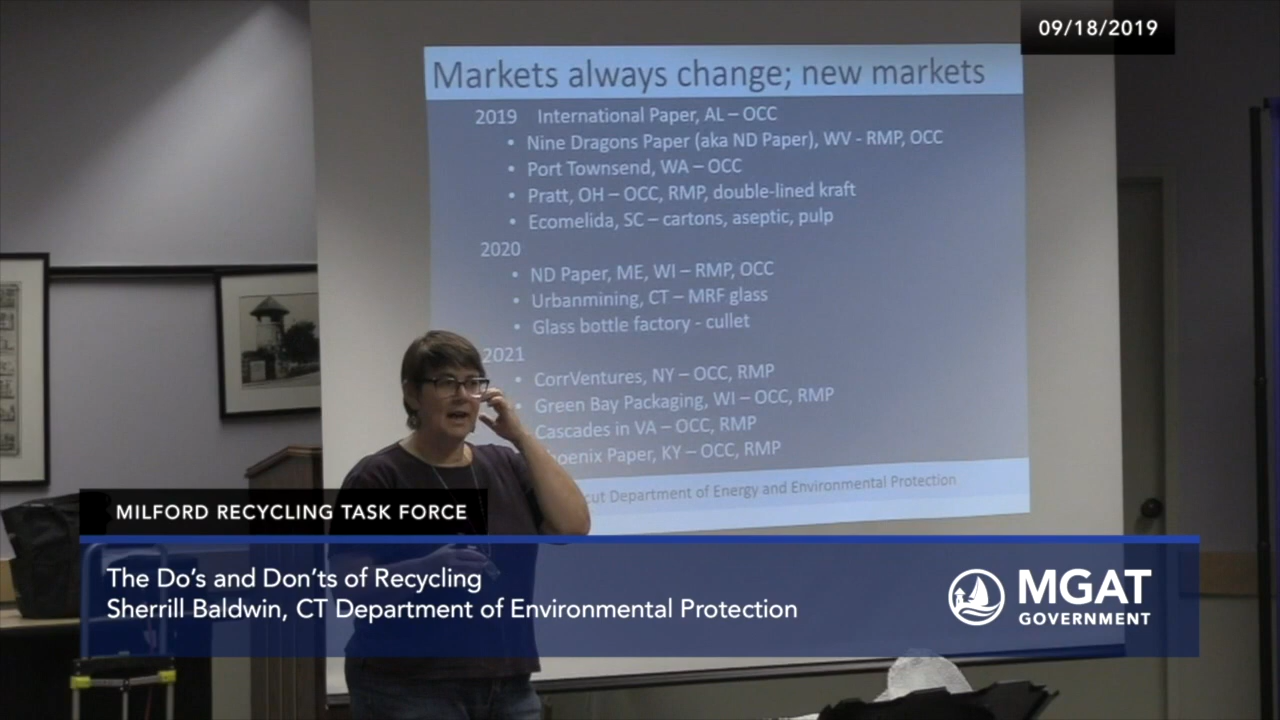 09/18/2019
Markets always change; new markets
2019 International Paper, AL – OCC
• Nine Dragons Paper (aka ND Paper), WV - RMP, OCC
• Port Townsend, WA – OCC
• Pratt, OH – OCC, RMP, double-lined kraft
• Ecomelida, SC – cartons, aseptic, pulp
2020
• ND Paper, ME, WI – RMP, OCC
• Urbanmining, CT – MRF glass
• Glass bottle factory - cullet
2021
• CorrVentures, NY – OCC, RMP
• Green Bay Packaging, WI – OCC, RMP
Cascades in VA – OCC, RMP
Paper, KY – OCC, RMP
Department of Energy and Environmental Protection
MILFORD RECYCLING TASK FORCE
The Do's and Don'ts of Recycling
Sherrill Baldwin, CT Department of Environmental Protection
MGAT
GOVERNMENT